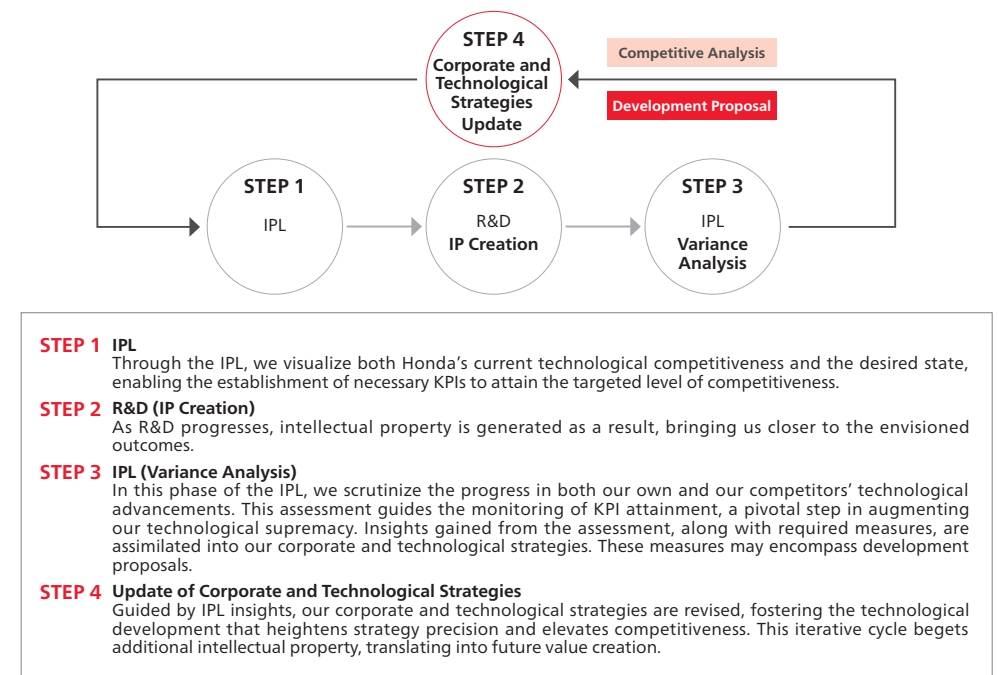 STEP 4
Corporate and
Technological
Strategies
Update
Competitive Analysis
Development Proposal
STEP 1
IPL
STEP 2
R&D
IP Creation
STEP 3
IPL
Variance
Analysis
STEP 1 IPL
Through the IPL, we visualize both Honda’s current technological competitiveness and the desired state,
enabling the establishment of necessary KPIs to attain the targeted level of competitiveness.
STEP 2 R&D (IP Creation)
As R&D progresses, intellectual property is generated as a result, bringing us closer to the envisioned
outcomes.
STEP 3 IPL (Variance Analysis)
In this phase of the IPL, we scrutinize the progress in both our own and our competitors’ technological
advancements. This assessment guides the monitoring of KPI attainment, a pivotal step in augmenting
our technological supremacy. Insights gained from the assessment, along with required measures, are
assimilated into our corporate and technological strategies. These measures may encompass development
proposals.
STEP 4 Update of Corporate and Technological Strategies
Guided by IPL insights, our corporate and technological strategies are revised, fostering the technological
development that heightens strategy precision and elevates competitiveness. This iterative cycle begets
additional intellectual property, translating into future value creation.